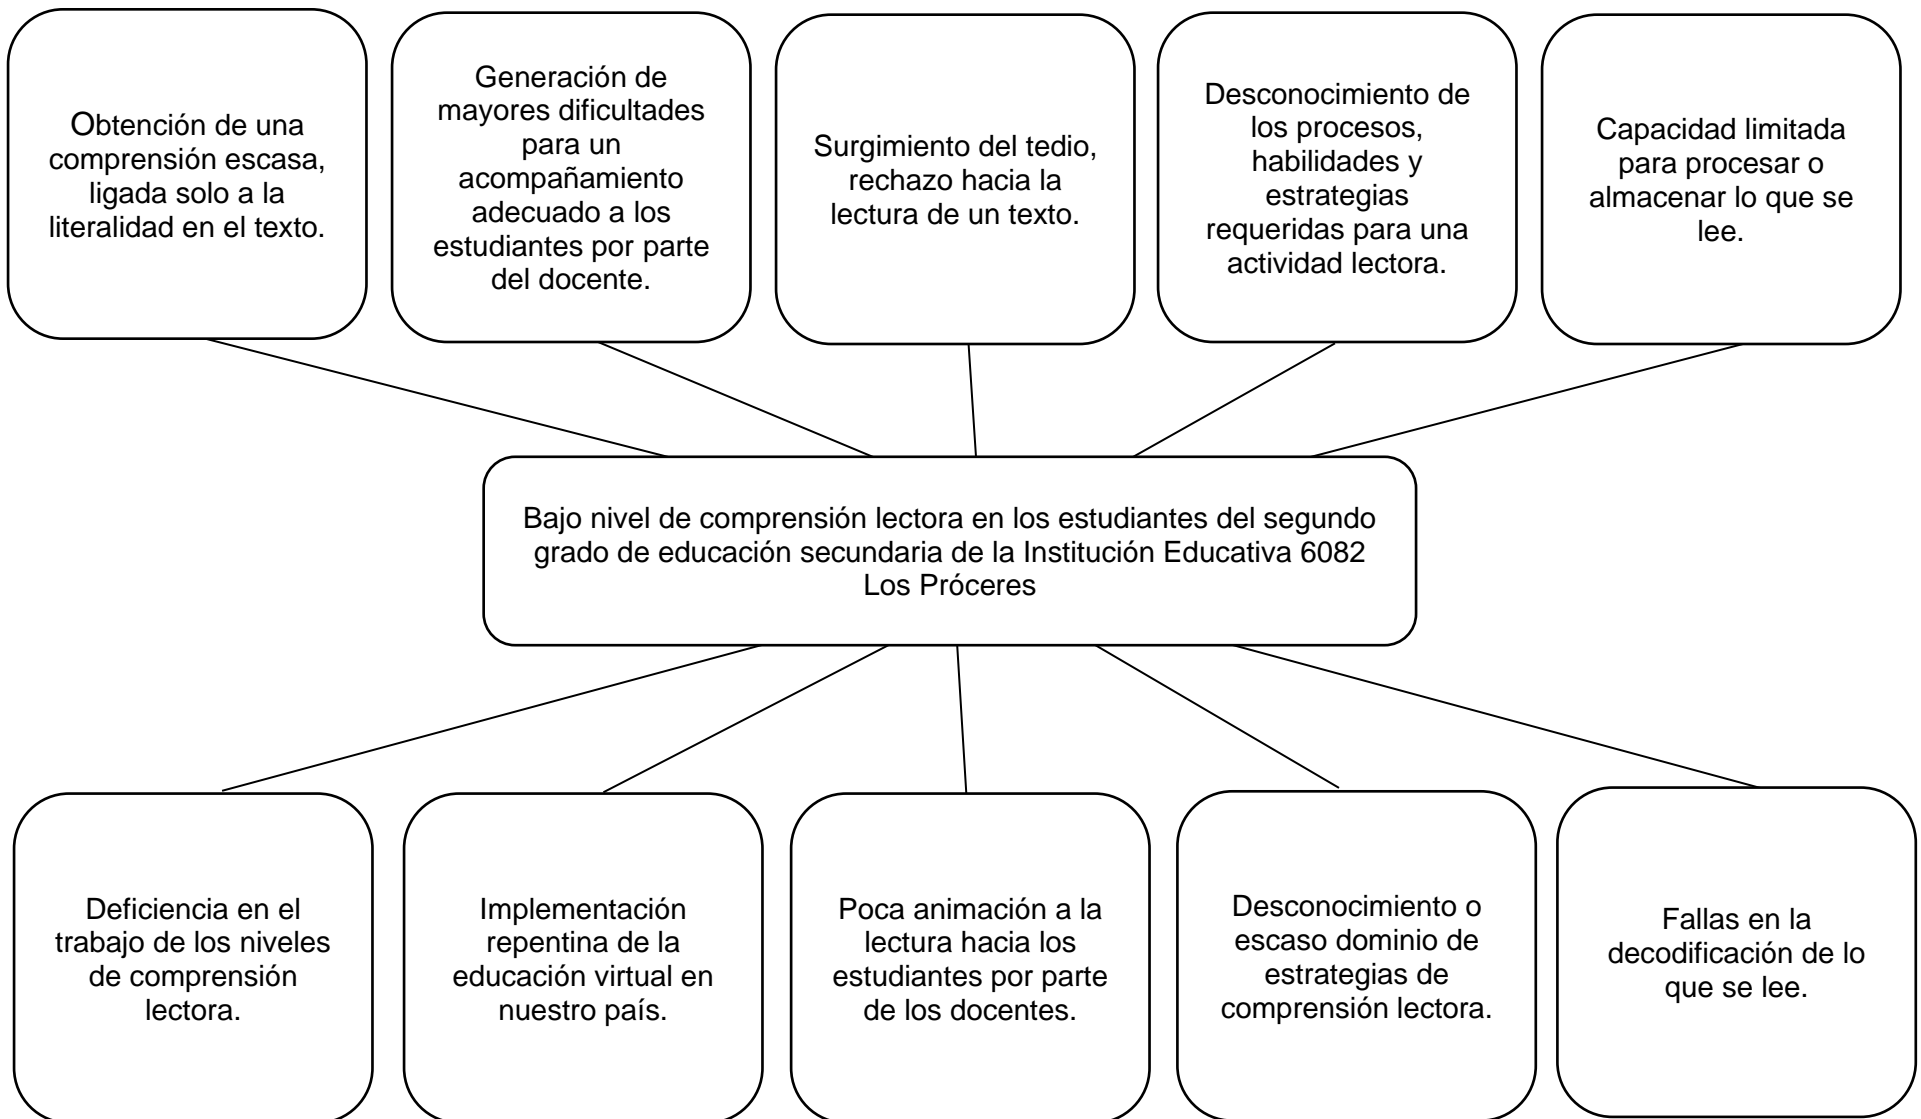 Obtención de una
comprensión escasa,
ligada solo a la
literalidad en el texto.
Generación de
mayores dificultades
para un
acompañamiento
adecuado a los
estudiantes por parte
del docente.
Surgimiento del tedio,
rechazo hacia la
lectura de un texto.
Desconocimiento de
los procesos,
habilidades y
estrategias
requeridas para una
actividad lectora.
Capacidad limitada
para procesar o
almacenar lo que se
lee.
Bajo nivel de comprensión lectora en los estudiantes del segundo
grado de educación secundaria de la Institución Educativa 6082
Los Próceres
Deficiencia en el
trabajo de los niveles
de comprensión
lectora.
Implementación
repentina de la
educación virtual en
nuestro país.
Poca animación a la
lectura hacia los
estudiantes por parte
de los docentes.
Desconocimiento o
escaso dominio de
estrategias de
comprensión lectora.
Fallas en la
decodificación de lo
que se lee.